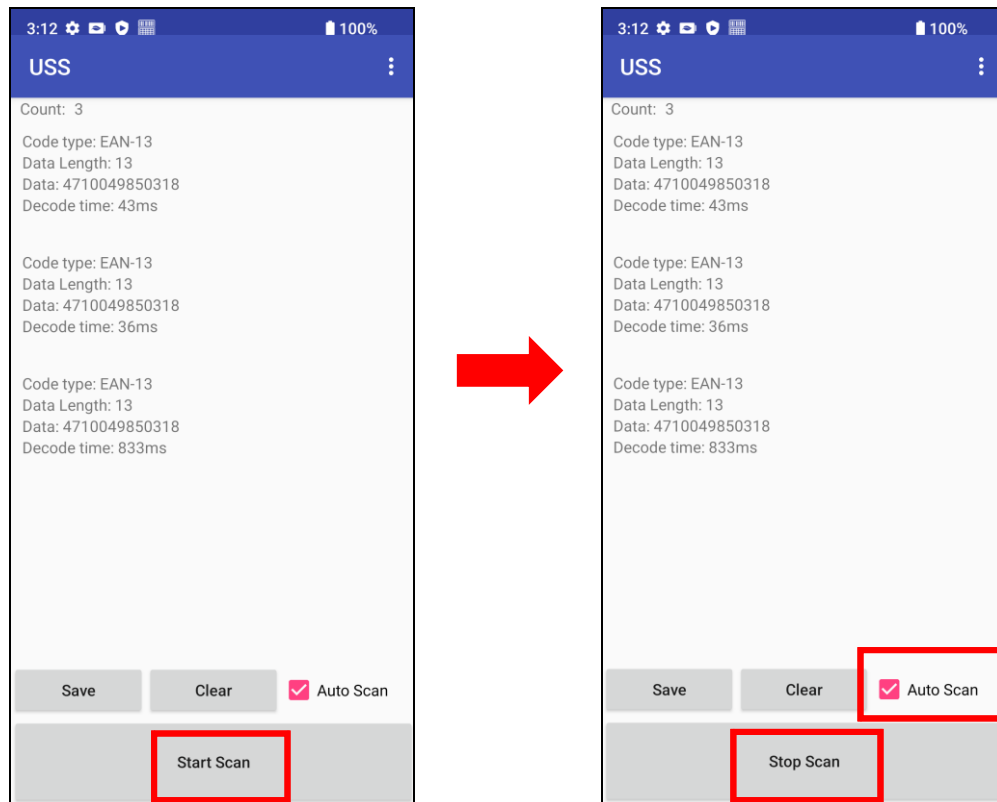 3:12 100%
USS
Count: 3
Code type: EAN-13
Data Length: 13
Data: 4710049850318
Decode time: 43ms
Code type: EAN-13
Data Length: 13
Data: 4710049850318
Decode time: 36ms
Code type: EAN-13
Data Length: 13
Data: 4710049850318
Decode time: 833ms
Save Clear Auto Scan
Start Scan
3:12 100%
USS
Count: 3
Code type: EAN-13
Data Length: 13
Data: 4710049850318
Decode time: 43ms
Code type: EAN-13
Data Length: 13
Data: 4710049850318
Decode time: 36ms
Code type: EAN-13
Data Length: 13
Data: 4710049850318
Decode time: 833ms
Save Clear Auto Scan
Stop Scan